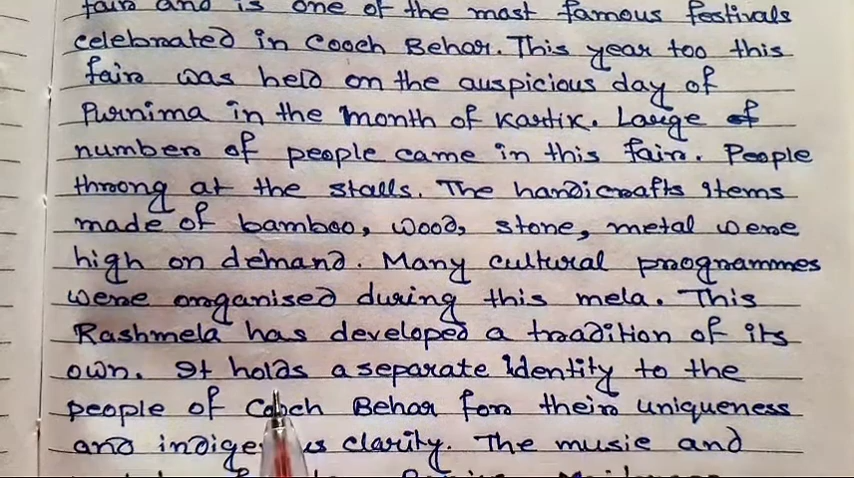 fair and is one of the most famous festivals
celebrated in Cooch Behar. This year too this
fair was held on the auspicious day of
Purnima in the month of Kartik. Large of
number of people came in this fair. People
throng at the stalls. The handicrafts items
made of bamboo, wood, stone, metal were
high on demand. Many cultural programmes
were organised during this mela. This
Rashmela has developed a tradition of its
own. It holds a separate identity to the
people of Cooch Behar for their uniqueness
and clarity. The music and